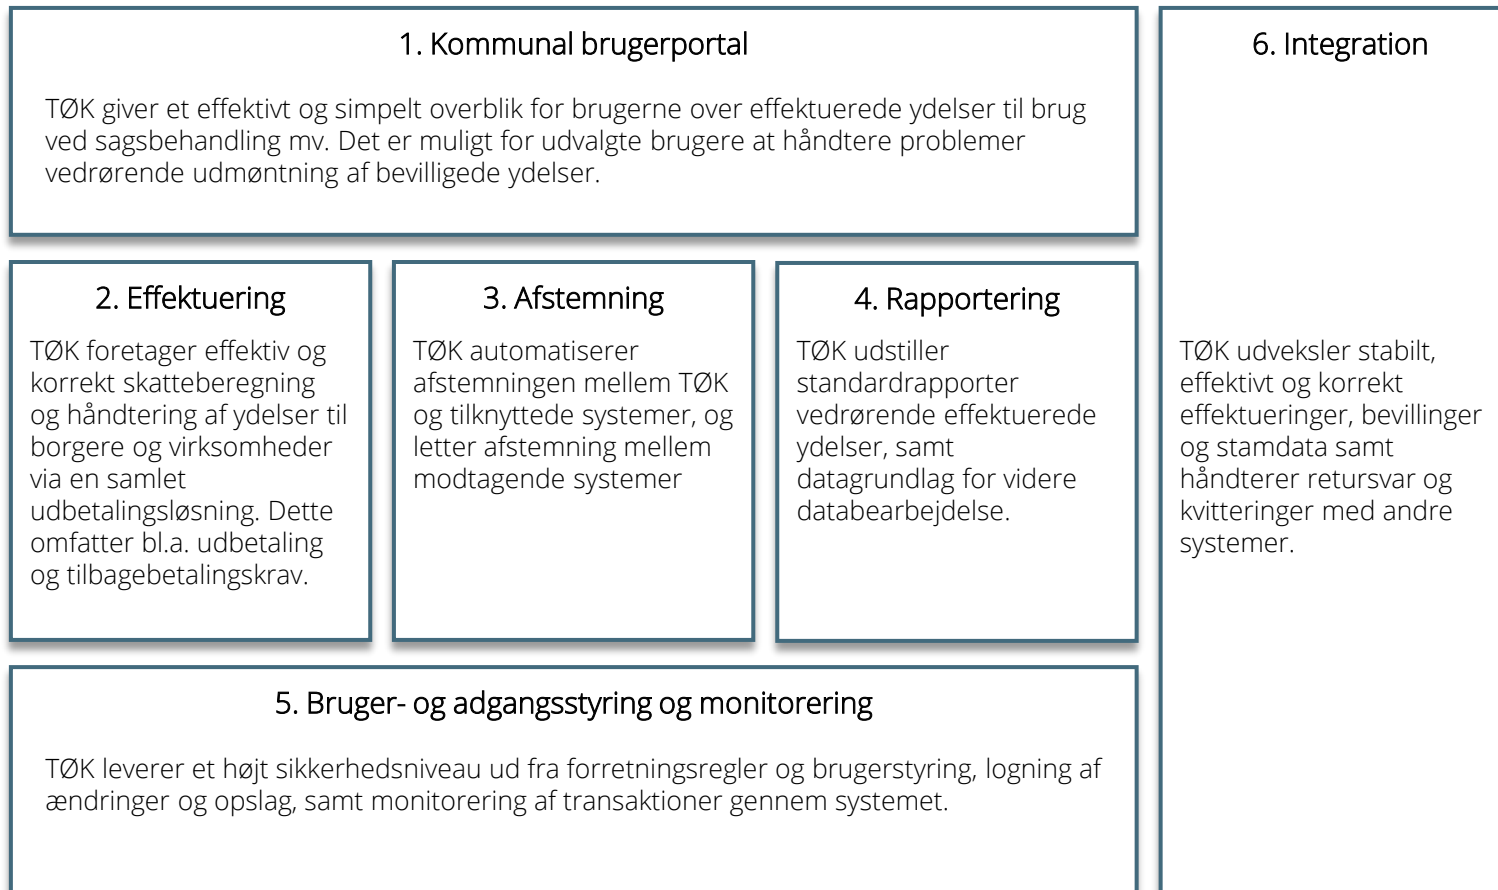 1. Kommunal brugerportal
TØK giver et effektivt og simpelt overblik for brugerne over effektuerede ydelser til brug
ved sagsbehandling mv. Det er muligt for udvalgte brugere at håndtere problemer
vedrørende udmøntning af bevilligede ydelser.
2. Effektuering
TØK foretager effektiv og
korrekt skatteberegning
og håndtering af ydelser til
borgere og virksomheder
via en samlet
udbetalingsløsning. Dette
omfatter bl.a. udbetaling
og tilbagebetalingskrav.
3. Afstemning
TØK automatiserer
afstemningen mellem TØK
og tilknyttede systemer, og
letter afstemning mellem
modtagende systemer
4. Rapportering
TØK udstiller
standardrapporter
vedrørende effektuerede
ydelser, samt
datagrundlag for videre
databearbejdelse.
5. Bruger- og adgangsstyring og monitorering
TØK leverer et højt sikkerhedsniveau ud fra forretningsregler og brugerstyring, logning af
ændringer og opslag, samt monitorering af transaktioner gennem systemet.
6. Integration
TØK udveksler stabilt,
effektivt og korrekt
effektueringer, bevillinger
og stamdata samt
håndterer retursvar og
kvitteringer med andre
systemer.